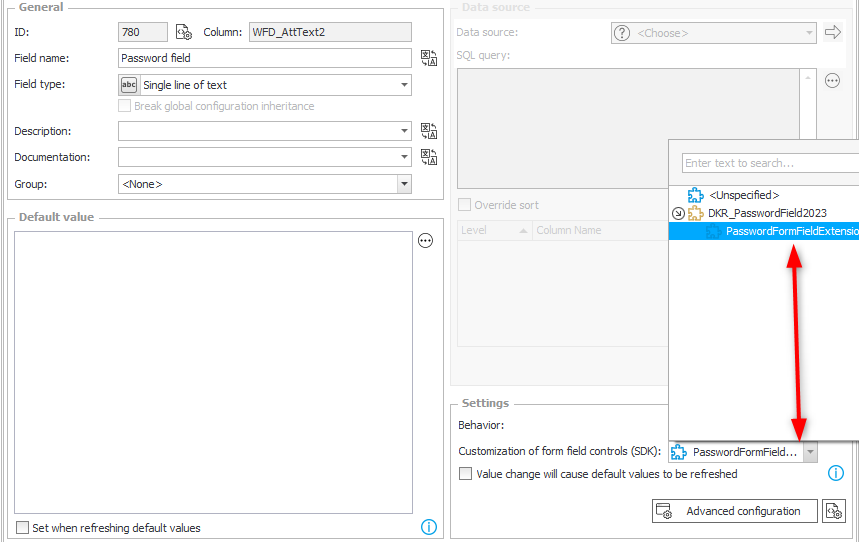 General
ID:
780
Column:
WFD_AttText2
Field name:
Password field
Field type:
abc
Single line of text
Break global configuration inheritance
Description:
Documentation:
Group:
<None>
Default value
Set when refreshing default values
Data source
Data source:
<Choose>
SQL query:
Override sort
Level
Column Name
Enter text to search...
<Unspecified>
DKR_PasswordField2023
PasswordFormFieldExtensio
Settings
Behavior:
Customization of form field controls (SDK):
PasswordFormField...
Value change will cause default values to be refreshed
Advanced configuration